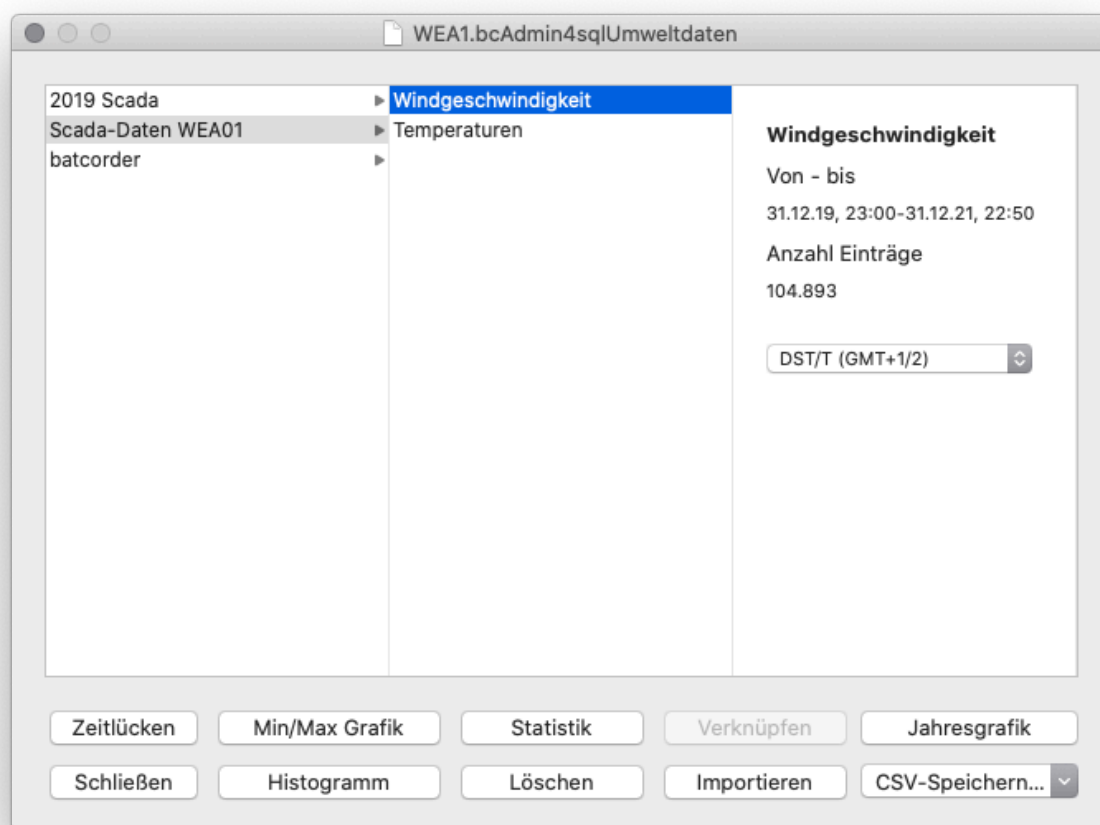 WEA1.bcAdmin4sqlUmweltdaten
2019 Scada
Scada-Daten WEA01
batcorder
Windgeschwindigkeit
Temperaturen
Windgeschwindigkeit
Von - bis
31.12.19, 23:00-31.12.21, 22:50
Anzahl Einträge
104.893
DST/T (GMT+1/2)
Zeitlücken Min/Max Grafik Statistik Verknüpfen Jahresgrafik
Schließen Histogramm Löschen Importieren CSV-Speichern...